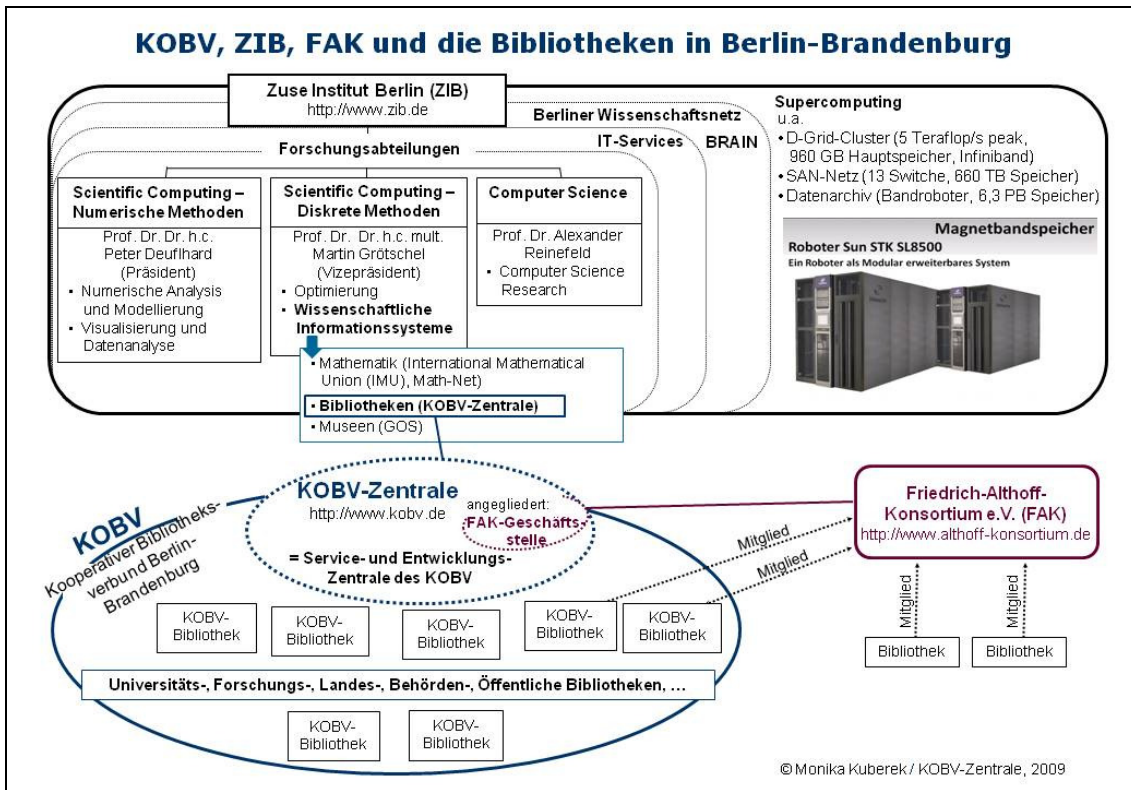 KOBV, ZIB, FAK und die Bibliotheken in Berlin-Brandenburg
Zuse Institut Berlin (ZIB)
http://www.zib.de
Berliner Wissenschaftsnetz
IT-Services
BRAIN
Forschungsabteilungen
Scientific Computing –
Numerische Methoden
Prof. Dr. Dr. h.c.
Peter Deuflhard
(Präsident)
• Numerische Analysis
und Modellierung
• Visualisierung und
Datenanalyse
Scientific Computing –
Diskrete Methoden
Prof. Dr. Dr. h.c. mult.
Martin Grötschel
(Vizepräsident)
• Optimierung
• Wissenschaftliche
Informationssysteme
Computer Science
Prof. Dr. Alexander
Reinefeld
• Computer Science
Research
• Mathematik (International Mathematical
Union (IMU), Math-Net)
• Bibliotheken (KOBV-Zentrale)
• Museen (GOS)
Supercomputing
u.a.
• D-Grid-Cluster (5 Teraflop/s peak,
960 GB Hauptspeicher, Infiniband)
• SAN-Netz (13 Switche, 660 TB Speicher)
• Datenarchiv (Bandroboter, 6,3 PB Speicher)
Magnetbandspeicher
Roboter Sun STK SL8500
Ein Roboter als Modular erweiterbares System
KOBV
Kooperativer Bibliotheks-
verbund Berlin-
Brandenburg
KOBV-Zentrale
http://www.kobv.de
angegliedert:
FAK-Geschäfts-
stelle
= Service- und Entwicklungs-
Zentrale des KOBV
Friedrich-Althoff-
Konsortium e.V. (FAK)
http://www.althoff-konsortium.de
Mitglied
Mitglied
Mitglied
Mitglied
KOBV-
Bibliothek
KOBV-
Bibliothek
KOBV-
Bibliothek
KOBV-
Bibliothek
KOBV-
Bibliothek
Bibliothek
Bibliothek
Universitäts-, Forschungs-, Landes-, Behörden-, Öffentliche Bibliotheken, ...
KOBV-
Bibliothek
KOBV-
Bibliothek
© Monika Kuberek / KOBV-Zentrale, 2009